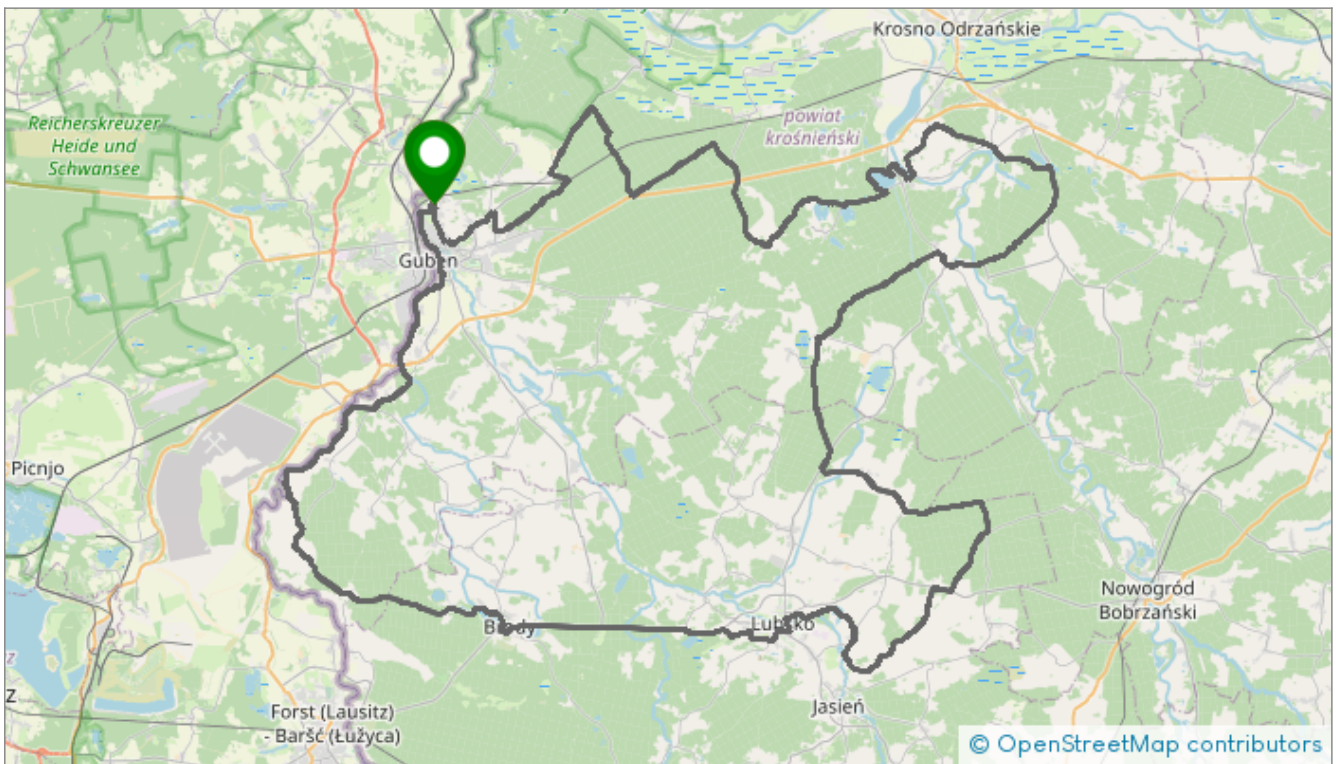 Krosno Odrzańskie
Reicherskreuzer
Heide und
Schwansee
powiat
krośnieński
Guben
Picnjo
Nowogród
Bobrzański
Brody
Lubsko
Z
Forst (Lausitz)
- Baršć (Łužyca)
Jasień
© OpenStreetMap contributors